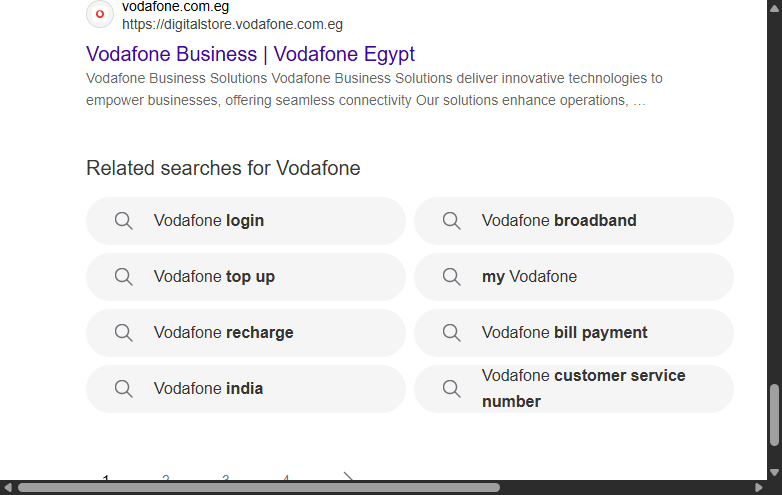 vodafone.com.eg
https://digitalstore.vodafone.com.eg
Vodafone Business | Vodafone Egypt
Vodafone Business Solutions Vodafone Business Solutions deliver innovative technologies to
empower businesses, offering seamless connectivity Our solutions enhance operations, …
Related searches for Vodafone
Vodafone login
Vodafone broadband
Vodafone top up
my Vodafone
Vodafone recharge
Vodafone bill payment
Vodafone india
Vodafone customer service
number
1 2 3 4